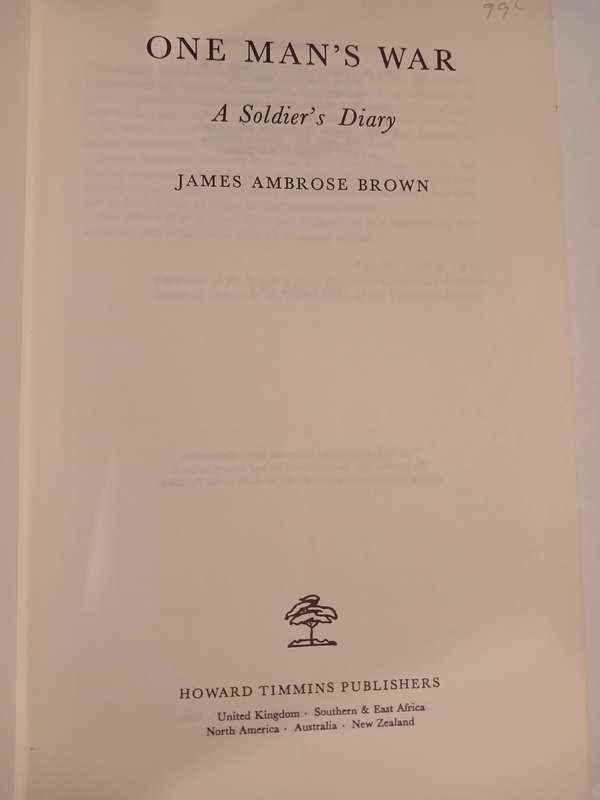 99c
ONE MAN'S WAR
A Soldier's Diary
JAMES AMBROSE BROWN
HOWARD TIMMINS PUBLISHERS
United Kingdom · Southern & East Africa
North America · Australia · New Zealand